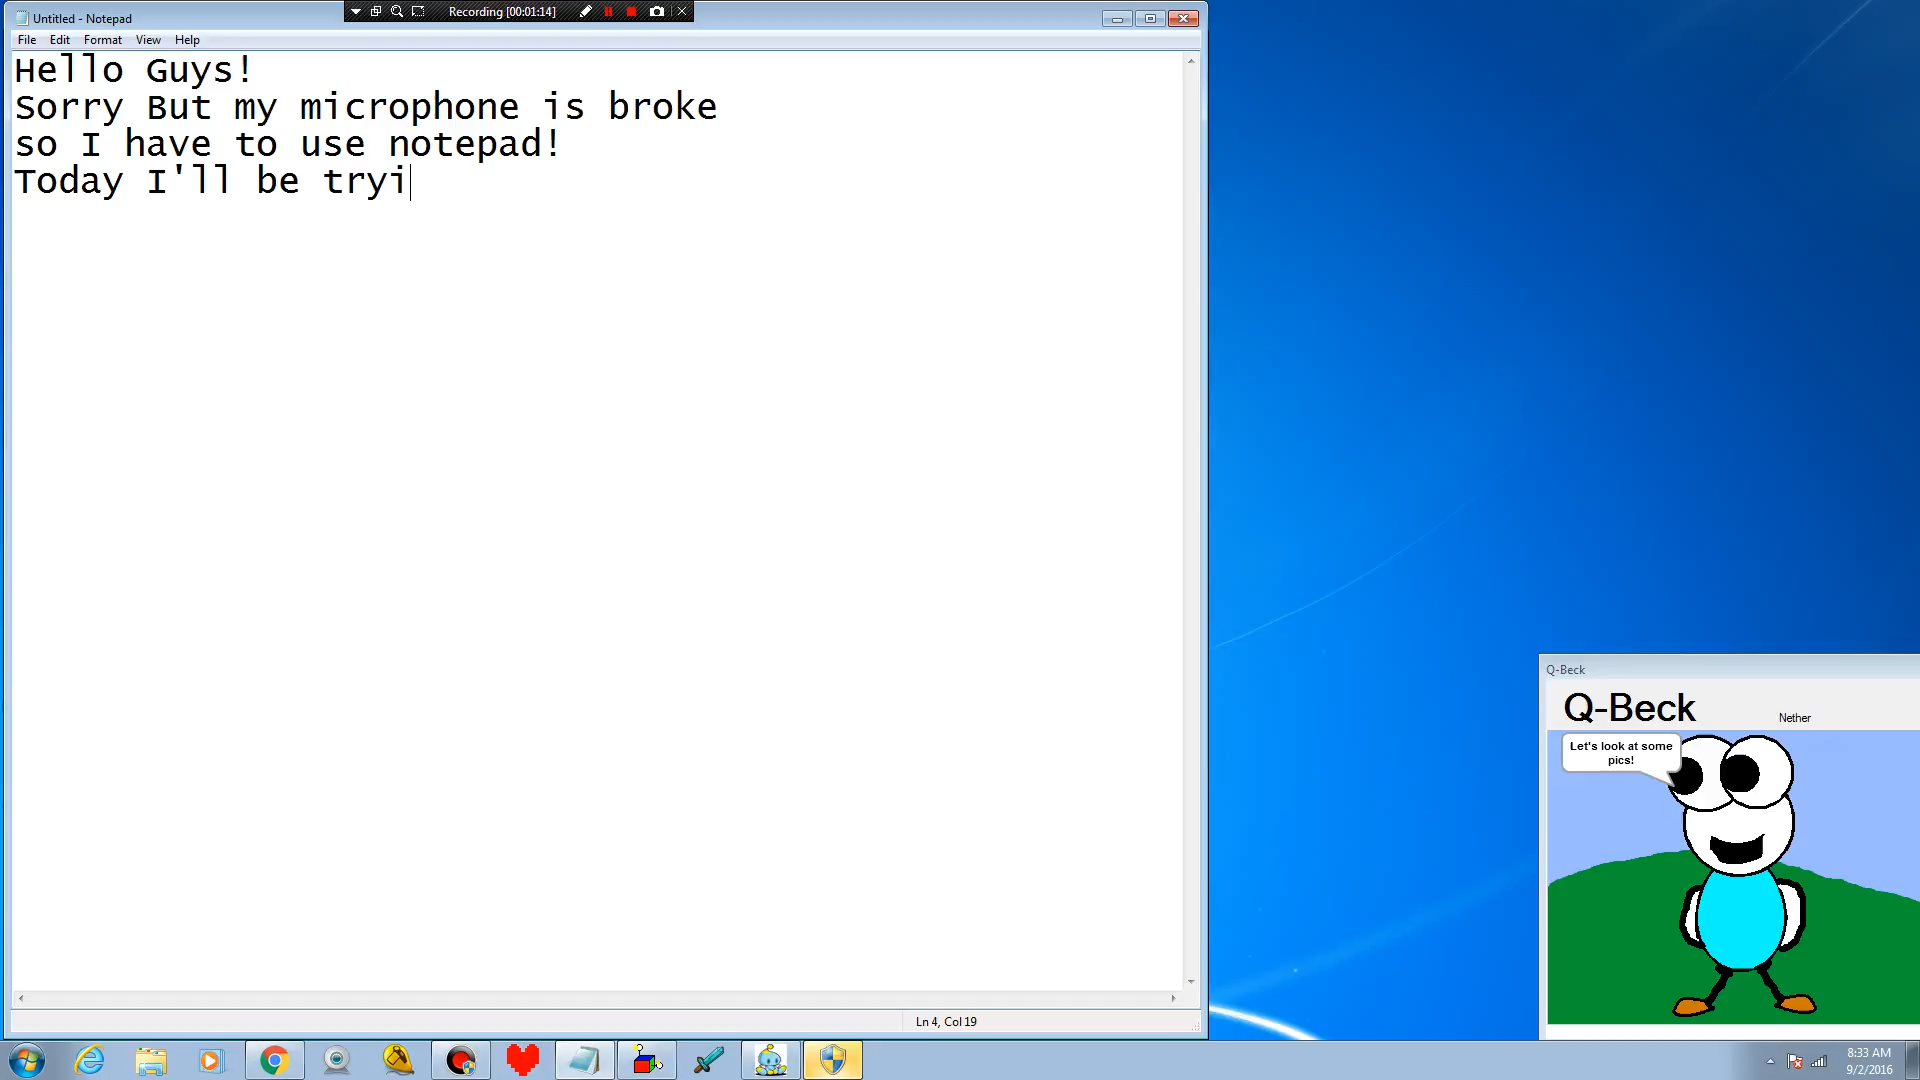 Untitled - Notepad
Recording [00:01:14]
File Edit Format View Help
Hello Guys!
Sorry But my microphone is broke
so I have to use notepad!
Today I'll be tryi
Ln 4, Col 19
Q-Beck
Q-Beck
Nether
Let's look at some
pics!
8:33 AM
9/2/2016